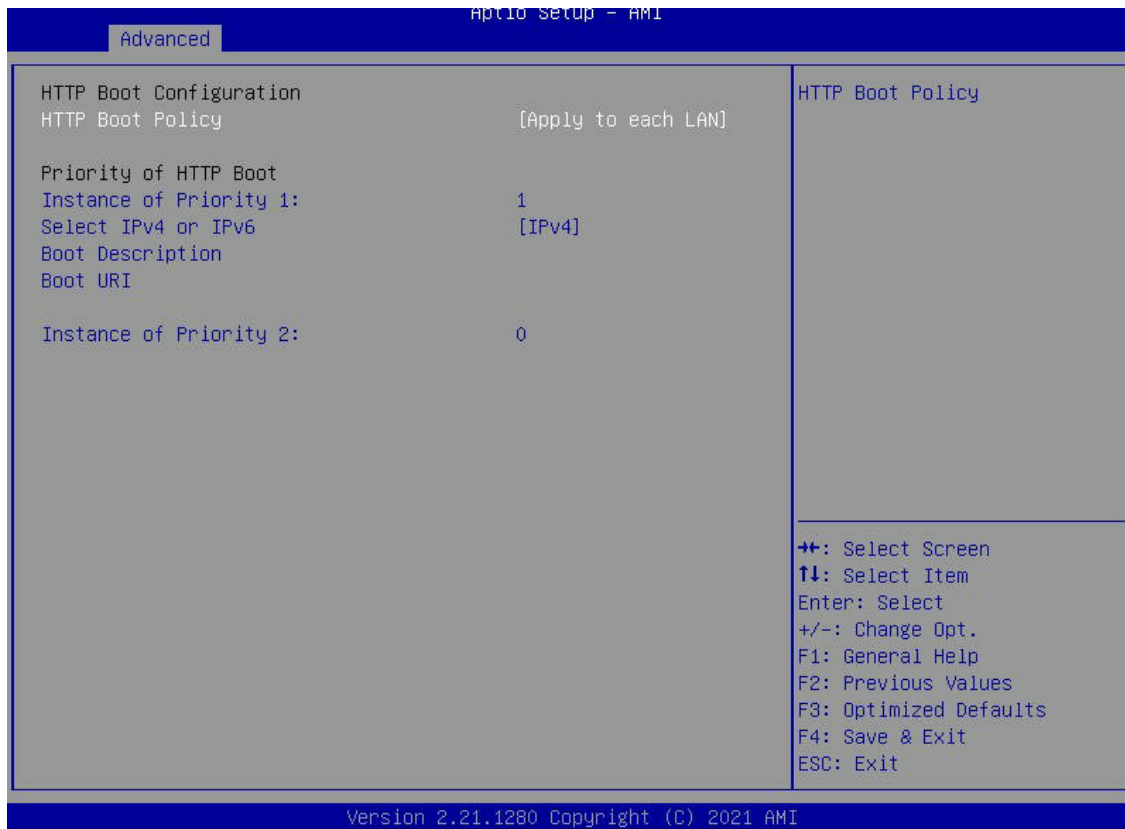 Aptio Setup - AMI
Advanced
HTTP Boot Configuration
HTTP Boot Policy [Apply to each LAN]
Priority of HTTP Boot
Instance of Priority 1: 1
Select IPv4 or IPv6 [IPv4]
Boot Description
Boot URI
Instance of Priority 2: 0
HTTP Boot Policy
→←: Select Screen
↑↓: Select Item
Enter: Select
+/-: Change Opt.
F1: General Help
F2: Previous Values
F3: Optimized Defaults
F4: Save & Exit
ESC: Exit
Version 2.21.1280 Copyright (C) 2021 AMI